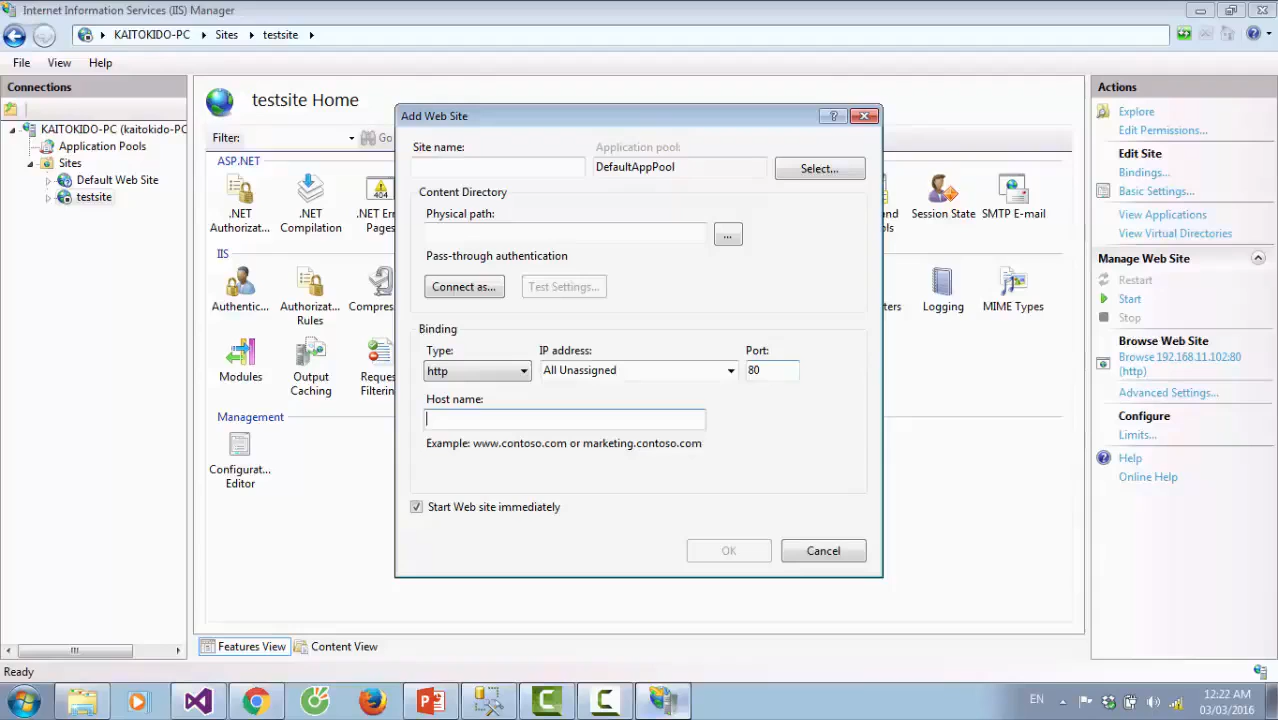 Internet Information Services (IIS) Manager
KAITOKIDO-PC
Sites
testsite
File View Help
Connections
KAITOKIDO-PC (kaitokido-PC
Application Pools
Sites
Default Web Site
testsite
testsite Home
Filter:
Go
ASP.NET
.NET Authorizat...
.NET Compilation
.NET Er
Pages
Session State
SMTP E-mail
IIS
Authentic...
Authorizat... Rules
Compres
Logging
MIME Types
Modules
Output Caching
Reque
Filterin
Management
Configurat... Editor
Features View
Content View
Add Web Site
Site name:
Application pool:
DefaultAppPool
Select...
Content Directory
Physical path:
...
Pass-through authentication
Connect as...
Test Settings...
Binding
Type:
IP address:
Port:
http
All Unassigned
80
Host name:
Example: www.contoso.com or marketing.contoso.com
Start Web site immediately
OK
Cancel
Actions
Explore
Edit Permissions...
Edit Site
Bindings...
Basic Settings...
View Applications
View Virtual Directories
Manage Web Site
Restart
Start
Stop
Browse Web Site
Browse 192.168.11.102:80
(http)
Advanced Settings...
Configure
Limits...
Help
Online Help
Ready
EN
12:22 AM
03/03/2016